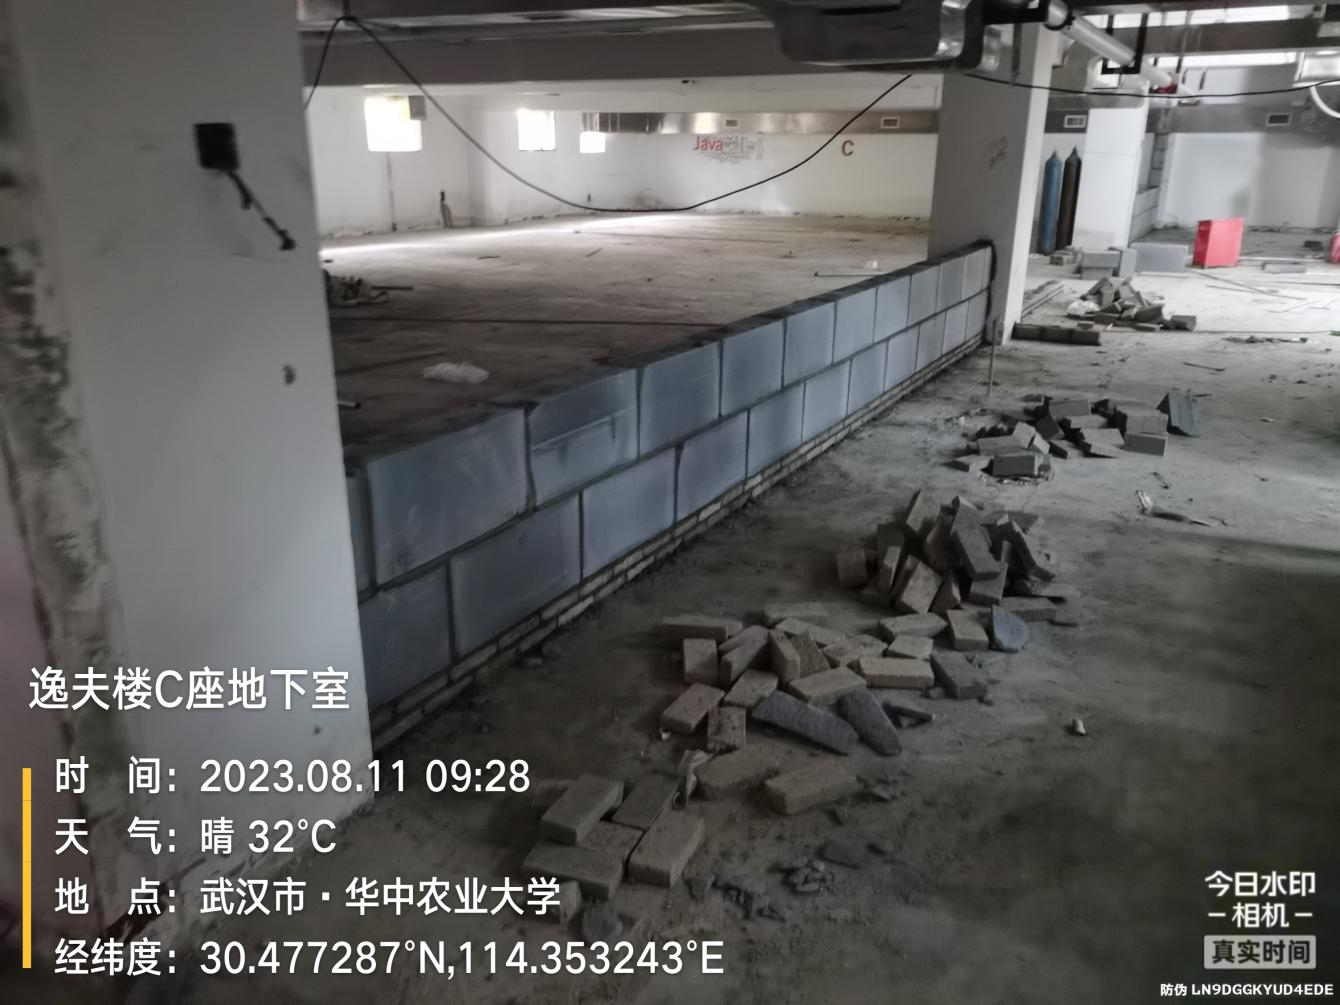 Java
C
逸夫楼C座地下室
时 间：2023.08.11 09:28
天 气：晴 32℃
地 点：武汉市·华中农业大学
经纬度：30.477287°N,114.353243°E
今日水印
－相机－
真实时间
防伪 LN9DGGKYUD4EDE